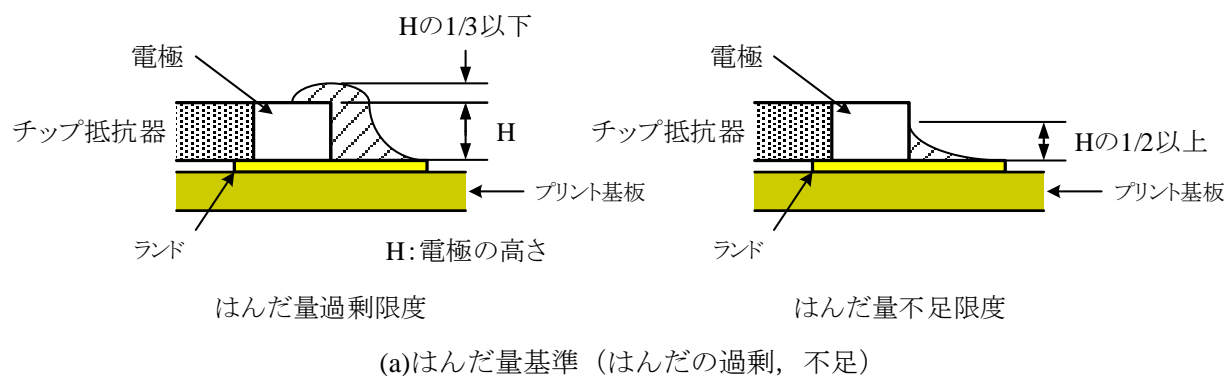 Hの1/3以下
電極
チップ抵抗器
H
プリント基板
ランド
H:電極の高さ
はんだ量過剰限度
電極
チップ抵抗器
Hの1/2以上
プリント基板
ランド
はんだ量不足限度
(a)はんだ量基準（はんだの過剰，不足）